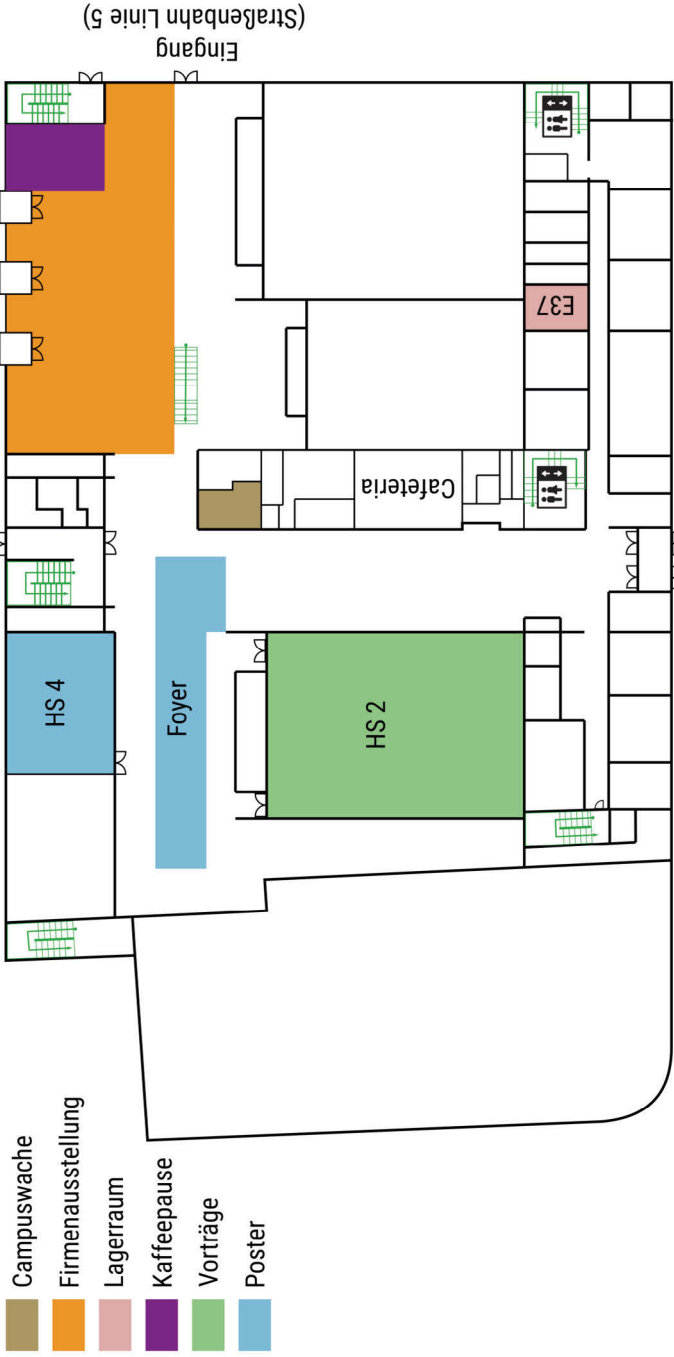 Eingang
(Straßenbahn Linie 5)
HS 4
Foyer
HS 2
Cafeteria
E37
Campuswache
Firmenausstellung
Lagerraum
Kaffeepause
Vorträge
Poster